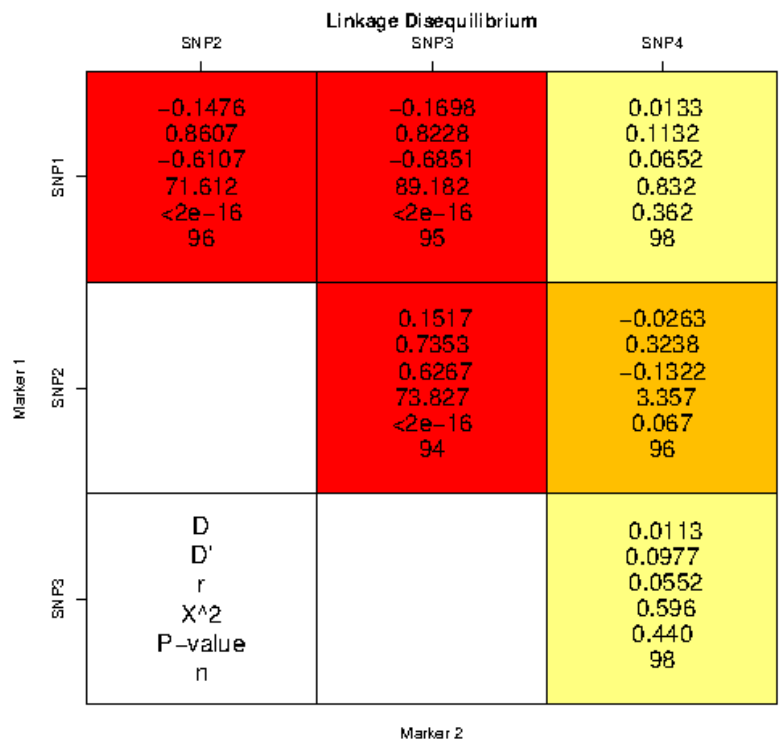 Linkage Disequilibrium
SNP2
SNP3
SNP4
SNP1
-0.1476
0.8607
-0.6107
71.612
<2e-16
96
-0.1698
0.8228
-0.6851
89.182
<2e-16
95
0.0133
0.1132
0.0652
0.832
0.362
98
Marker 1
SNP2
0.1517
0.7353
0.6267
73.827
<2e-16
94
-0.0263
0.3238
-0.1322
3.357
0.067
96
SNP3
D
D'
r
X^2
P-value
n
0.0113
0.0977
0.0552
0.596
0.440
98
Marker 2